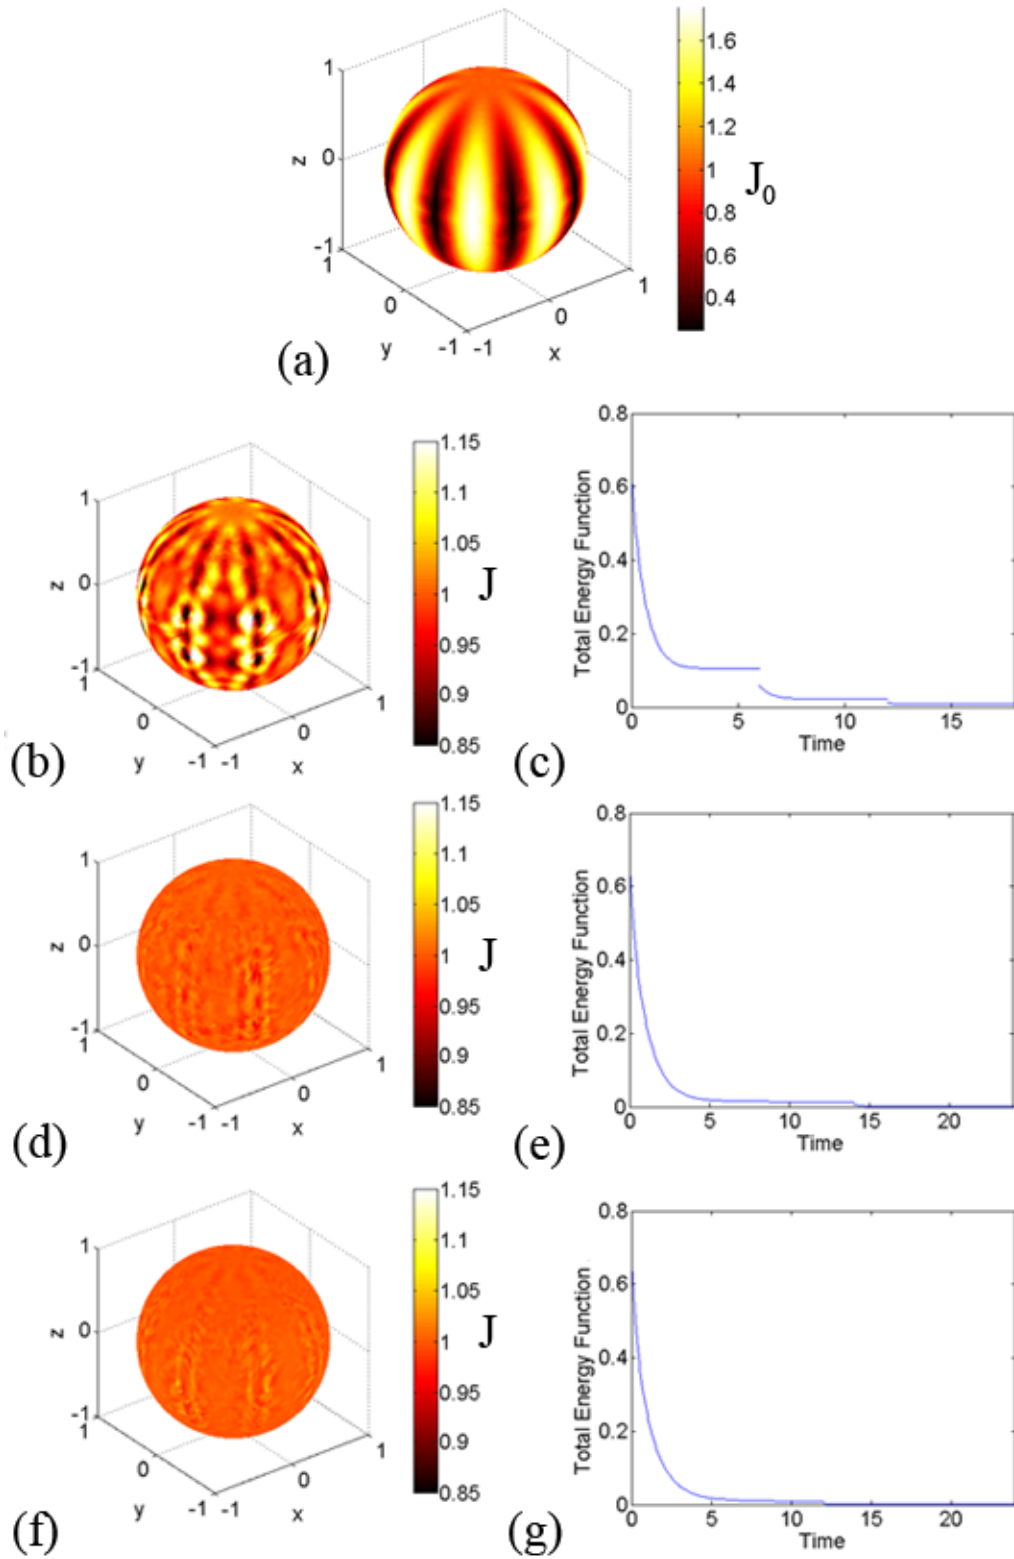 1
0
-1
z
1
0
-1
y
-1
0
1
x
1.6
1.4
1.2
1
0.8
0.6
0.4
J0
(a)
1
0
-1
z
1
0
-1
y
-1
0
1
x
1.15
1.1
1.05
1
0.95
0.9
0.85
J
(b)
0.8
0.6
0.4
0.2
0
Total Energy Function
0 5 10 15
Time
(c)
1
0
-1
z
1
0
-1
y
-1
0
1
x
1.15
1.1
1.05
1
0.95
0.9
0.85
J
(d)
0.8
0.6
0.4
0.2
0
Total Energy Function
0 5 10 15 20
Time
(e)
1
0
-1
z
1
0
-1
y
-1
0
1
x
1.15
1.1
1.05
1
0.95
0.9
0.85
J
(f)
0.8
0.6
0.4
0.2
0
Total Energy Function
0 5 10 15 20
Time
(g)